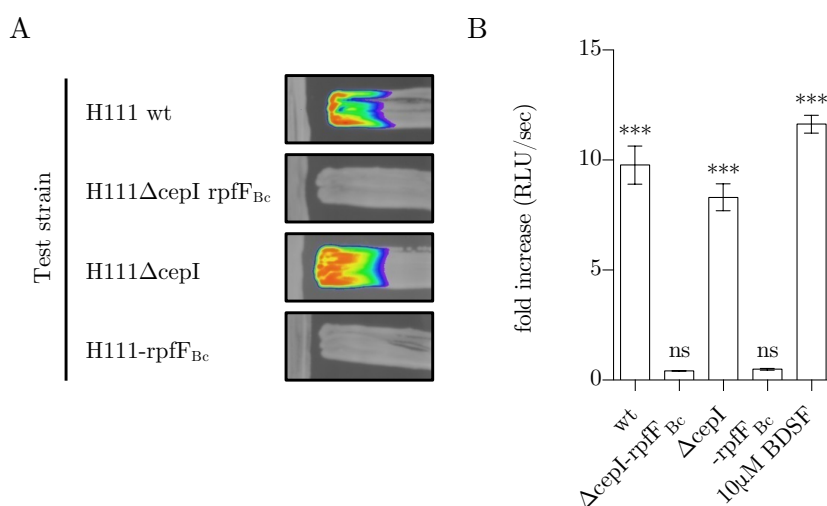 A
Test strain
H111 wt
H111ΔcepI rpfF_Bc
H111ΔcepI
H111-rpfF_Bc
B
fold increase (RLU/sec)
15
10
5
0
***
ns
***
ns
***
wt
ΔcepI-rpfF_Bc
ΔcepI
-rpfF_Bc
10μM BDSF